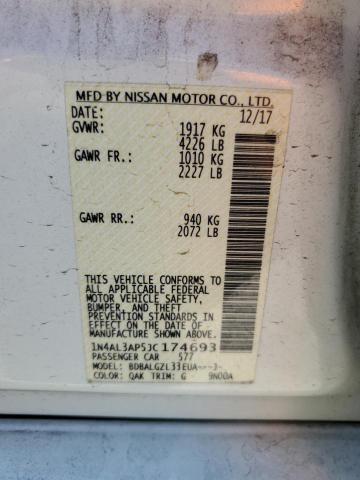 MFD BY NISSAN MOTOR CO., LTD.
DATE: 12/17
GVWR: 1917 KG
4226 LB
GAWR FR.: 1010 KG
2227 LB
GAWR RR.: 940 KG
2072 LB
THIS VEHICLE CONFORMS TO
ALL APPLICABLE FEDERAL
MOTOR VEHICLE SAFETY,
BUMPER, AND THEFT
PREVENTION STANDARDS
IN EFFECT ON THE DATE OF
MANUFACTURE SHOWN ABOVE.
1N4AL3AP5JC174693
PASSENGER CAR 577
MODEL: BDBALGZL33EUA---3-
COLOR: QAK TRIM: G 9N00A